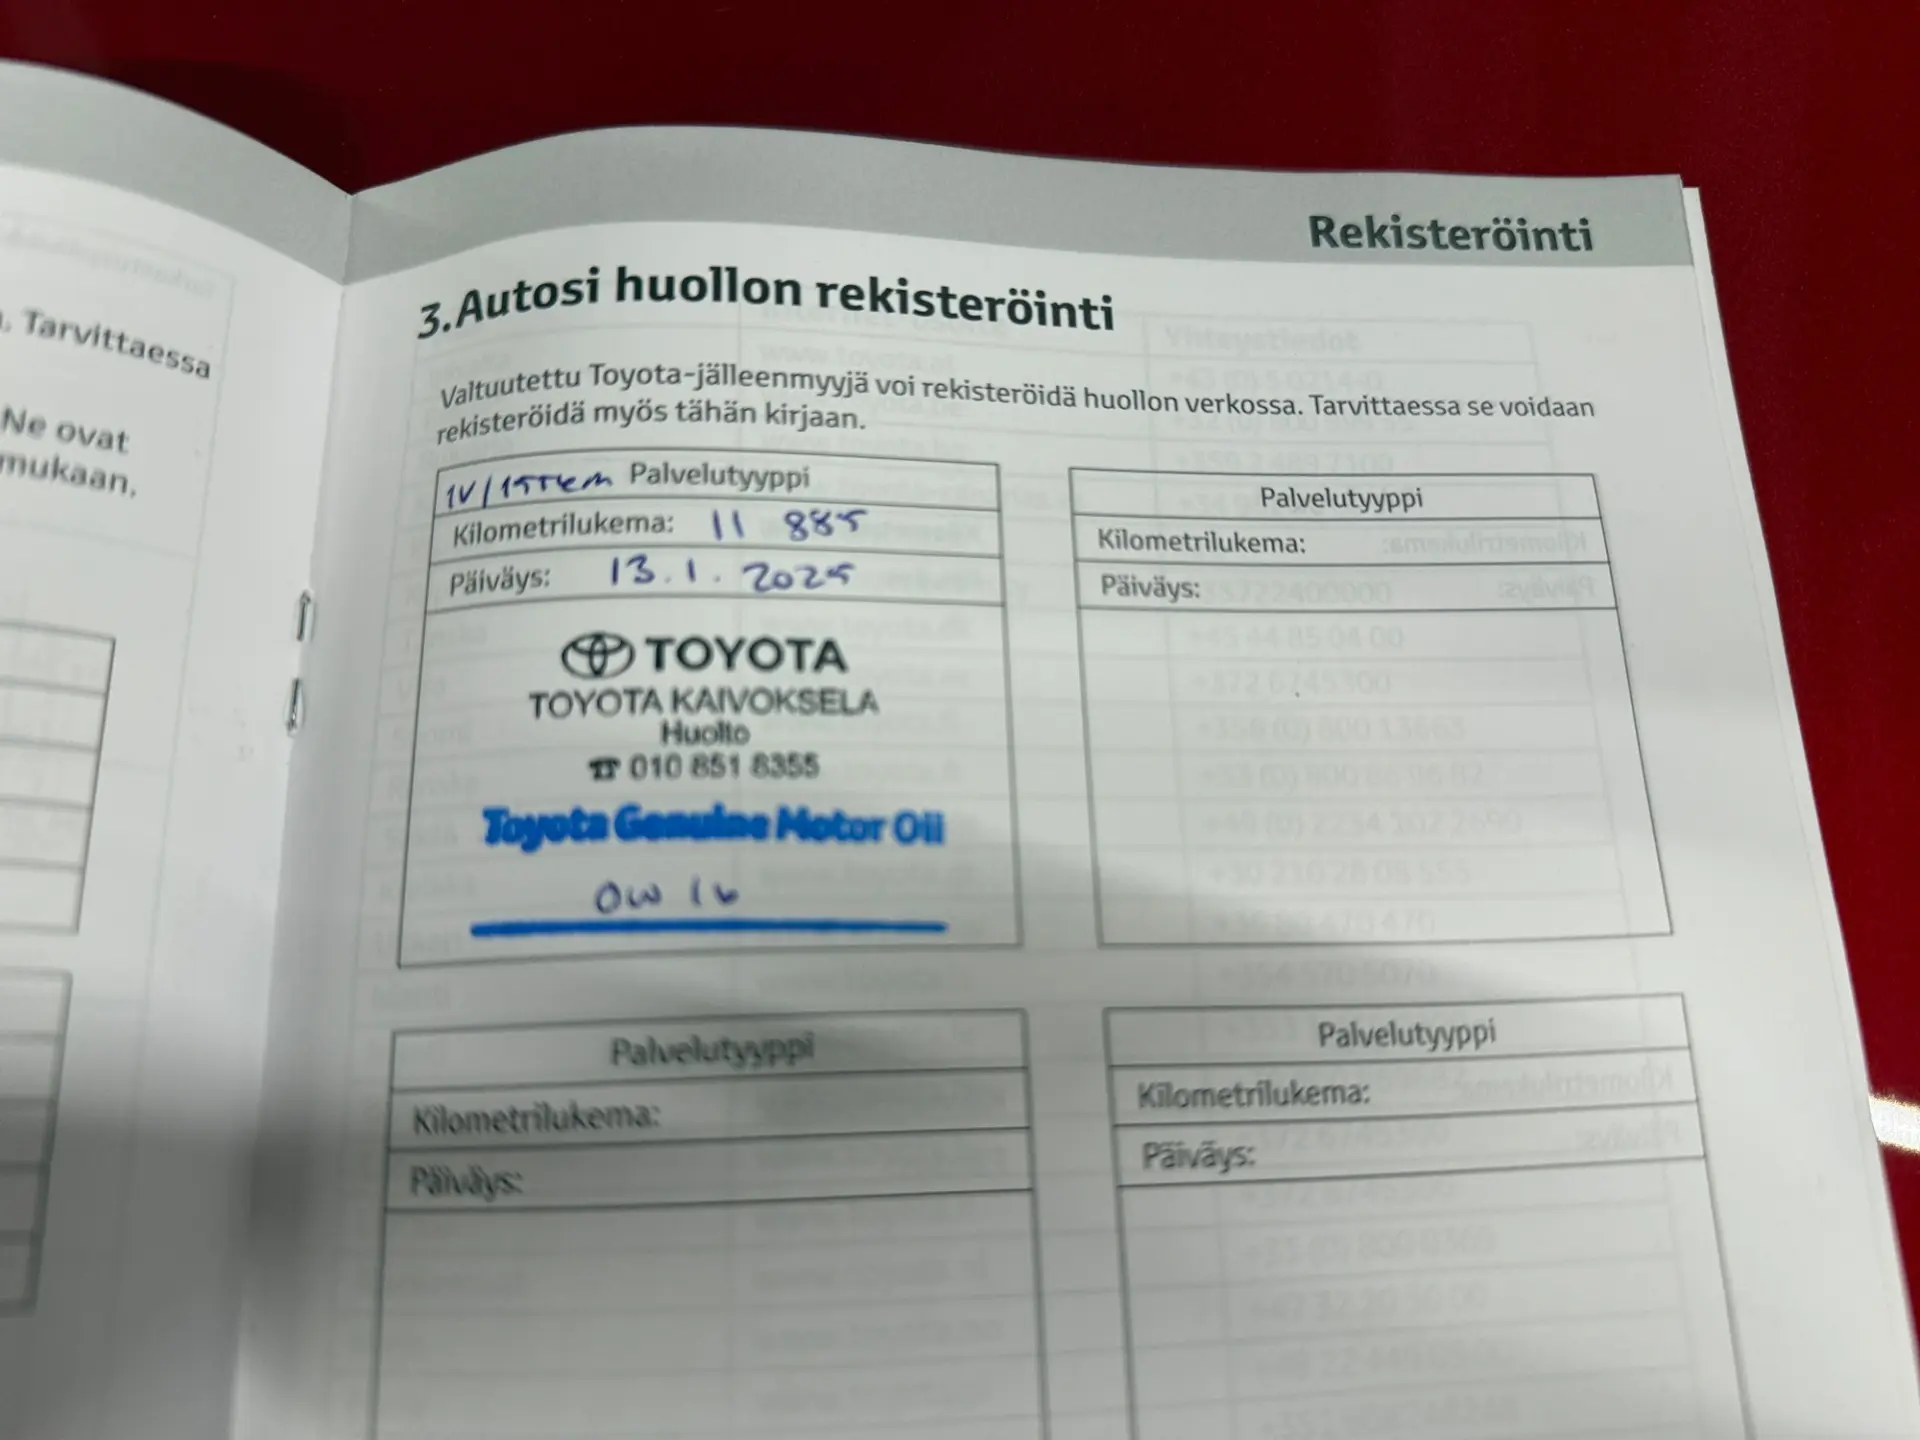 Rekisteröinti
3. Autosi huollon rekisteröinti
. Tarvittaessa
Ne ovat
mukaan,
Valtuutettu Toyota-jälleenmyyjä voi rekisteröidä huollon verkossa. Tarvittaessa se voidaan
rekisteröidä myös tähän kirjaan.
1V/15Tkm Palvelutyyppi
Kilometrilukema: 11 885
Päiväys: 13.1.2025
TOYOTA
TOYOTA KAIVOKSELA
Huolto
☎ 010 851 8355
Toyota Genuine Motor Oil
0W16
Palvelutyyppi
Kilometrilukema:
Päiväys:
Palvelutyyppi
Kilometrilukema:
Päiväys:
Palvelutyyppi
Kilometrilukema:
Päiväys: